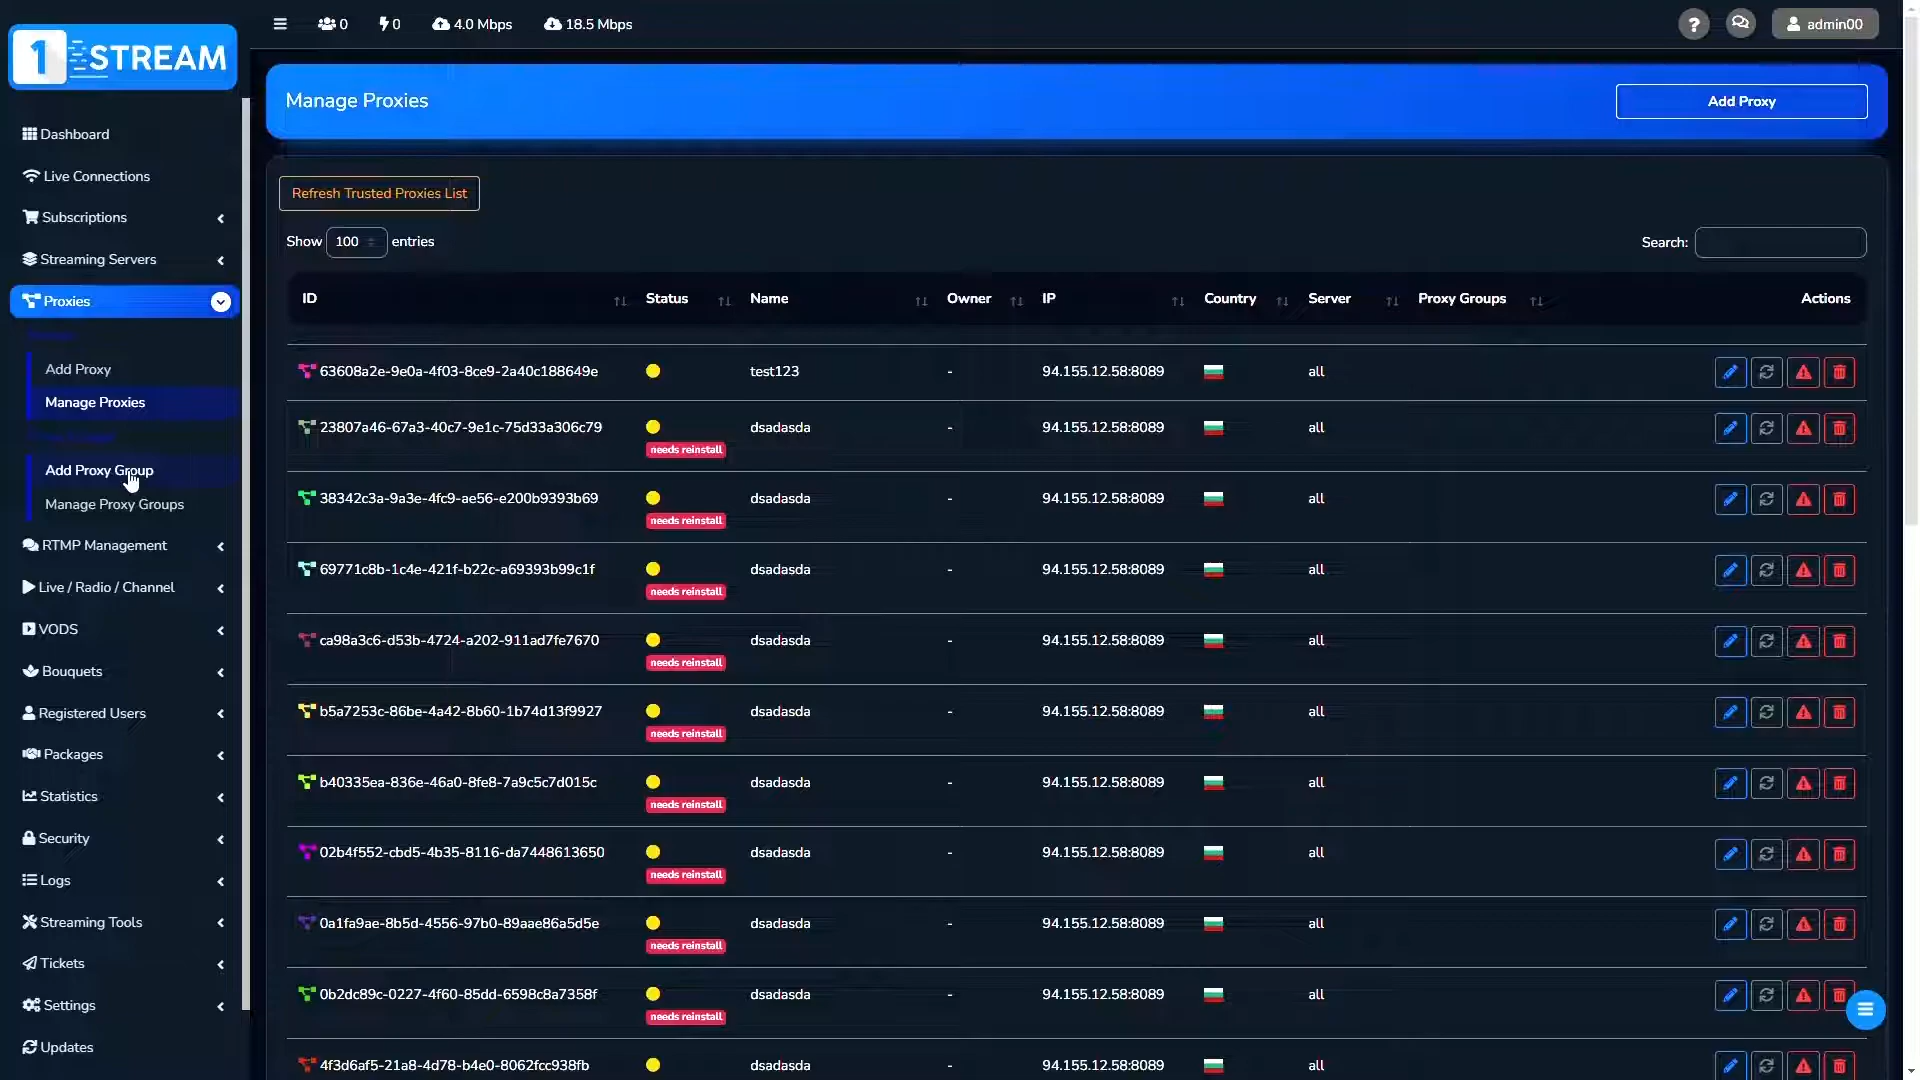 1 STREAM
0
0
4.0 Mbps
18.5 Mbps
?
admin00
Dashboard
Live Connections
Subscriptions
Streaming Servers
Proxies
Add Proxy
Manage Proxies
Add Proxy Group
Manage Proxy Groups
RTMP Management
Live / Radio / Channel
VODS
Bouquets
Registered Users
Packages
Statistics
Security
Logs
Streaming Tools
Tickets
Settings
Updates
Manage Proxies
Add Proxy
Refresh Trusted Proxies List
Show 100 entries
Search:
ID Status Name Owner IP Country Server Proxy Groups Actions
63608a2e-9e0a-4f03-8ce9-2a40c188649e test123 - 94.155.12.58:8089 all
23807a46-67a3-40c7-9e1c-75d33a306c79 dsadasda - 94.155.12.58:8089 all
needs reinstall
38342c3a-9a3e-4fc9-ae56-e200b9393b69 dsadasda - 94.155.12.58:8089 all
needs reinstall
69771c8b-1c4e-421f-b22c-a69393b99c1f dsadasda - 94.155.12.58:8089 all
needs reinstall
ca98a3c6-d53b-4724-a202-911ad7fe7670 dsadasda - 94.155.12.58:8089 all
needs reinstall
b5a7253c-86be-4a42-8b60-1b74d13f9927 dsadasda - 94.155.12.58:8089 all
needs reinstall
b40335ea-836e-46a0-8fe8-7a9c5c7d015c dsadasda - 94.155.12.58:8089 all
needs reinstall
02b4f552-cbd5-4b35-8116-da7448613650 dsadasda - 94.155.12.58:8089 all
needs reinstall
0a1fa9ae-8b5d-4556-97b0-89aae86a5d5e dsadasda - 94.155.12.58:8089 all
needs reinstall
0b2dc89c-0227-4f60-85dd-6598c8a7358f dsadasda - 94.155.12.58:8089 all
needs reinstall
4f3d6af5-21a8-4d78-b4e0-8062fcc938fb dsadasda - 94.155.12.58:8089 all